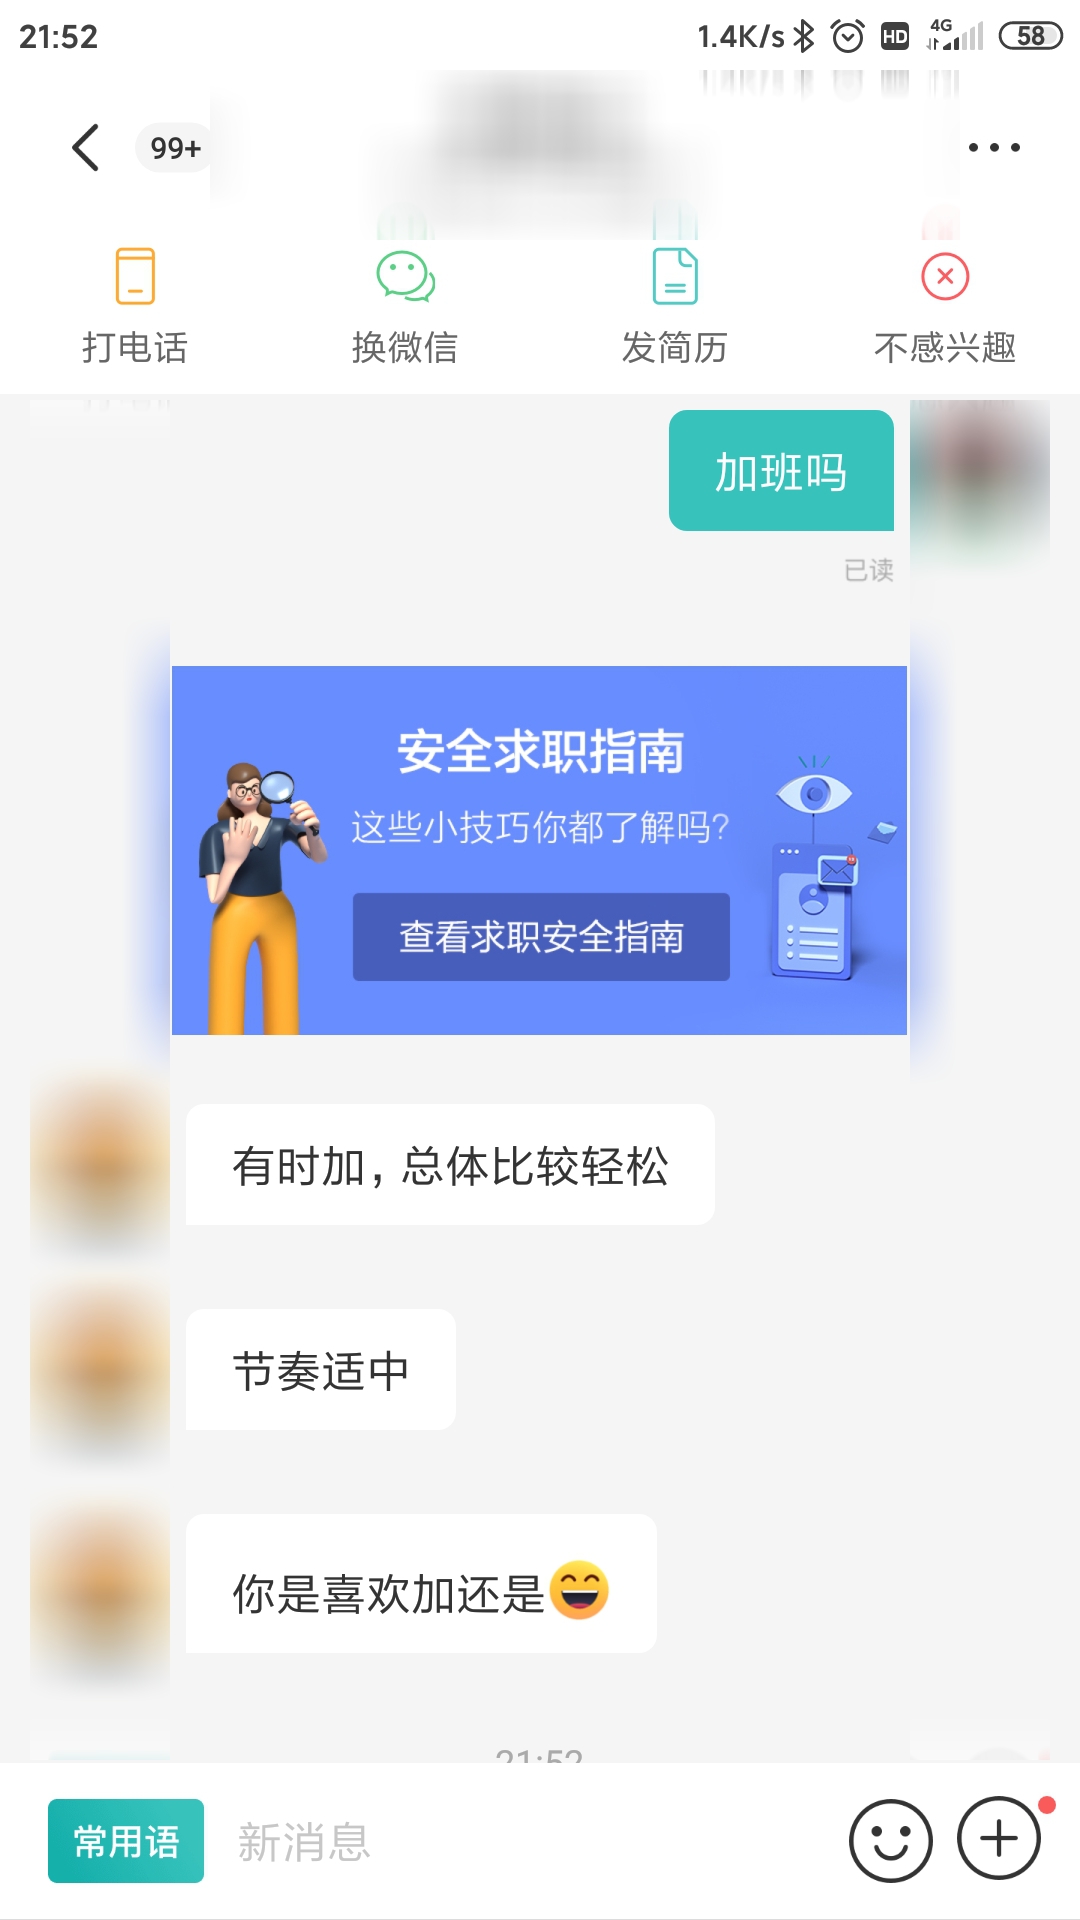 21:52
1.4K/s HD 4G 58
99+
打电话
换微信
发简历
不感兴趣
加班吗
已读
安全求职指南
这些小技巧你都了解吗?
查看求职安全指南
有时加, 总体比较轻松
节奏适中
你是喜欢加还是😄
21:52
常用语
新消息